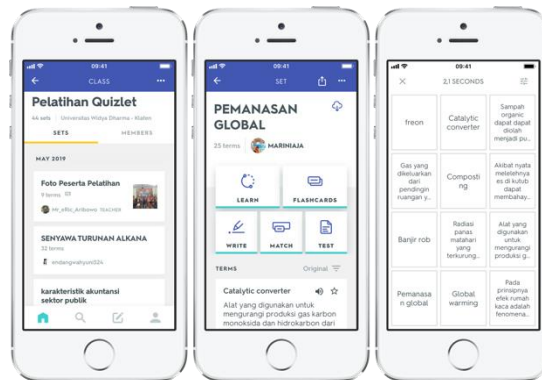 09:41
CLASS
Pelatihan Quizlet
44 sets
Universitas Widya Dharma - Klaten
SETS
MEMBERS
MAY 2019
Foto Peserta Pelatihan
9 terms
Mr_eRic_Aribowo TEACHER
SENYAWA TURUNAN ALKANA
22 terms
endangwahyuni324
karakteristik akuntansi
sektor publik
09:41
SET
PEMANASAN
GLOBAL
25 terms
MARINIAJA
LEARN
FLASHCARDS
WRITE
MATCH
TEST
TERMS
Original
Catalytic converter
Alat yang digunakan untuk
mengurangi produksi gas karbon
monoksida dan hidrokarbon dari
09:41
2,1 SECONDS
freon
Catalytic
converter
Sampah
organic
dapat dapat
diolah
menjadi pu...
Gas yang
dikeluarkan
dari
pendingin
ruangan y...
Composti
ng
Akibat nyata
melelehnya
es di kutub
dapat
membahay...
Banjir rob
Radiasi
panas
matahari
yang
terkurung...
Alat yang
digunakan
untuk
mengurangi
produksi g...
Pemanasa
n global
Global
warming
Pada
prinsipnya
efek rumah
kaca adalah
fenomena...